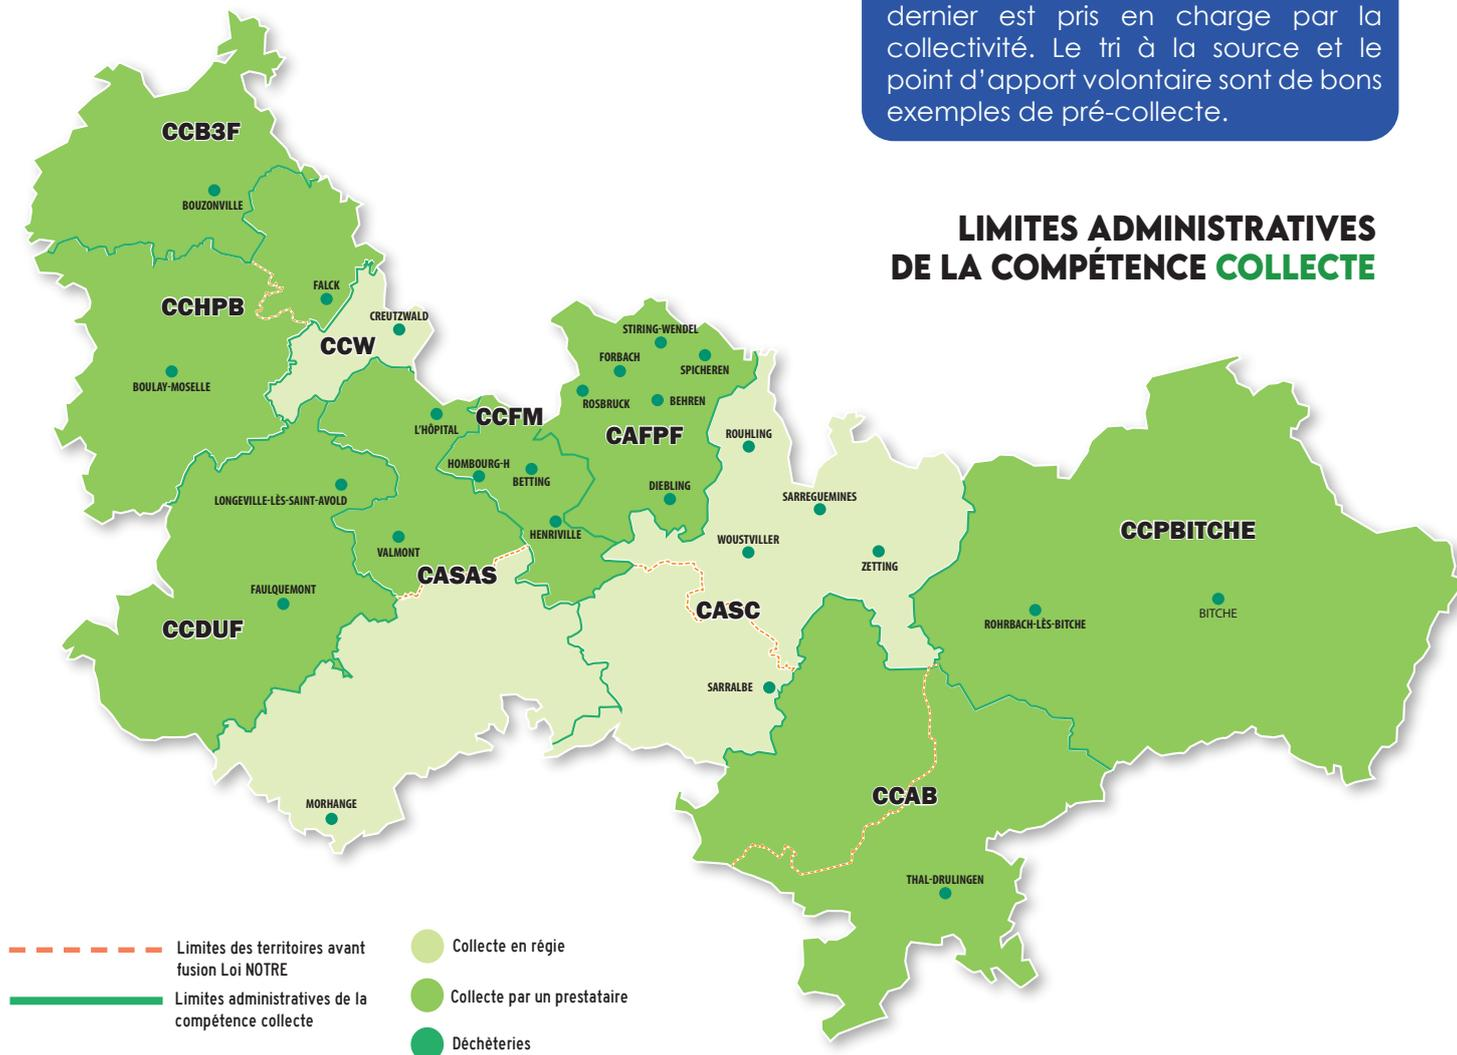 dernier est pris en charge par la
collectivité. Le tri à la source et le
point d'apport volontaire sont de bons
exemples de pré-collecte.
LIMITES ADMINISTRATIVES
DE LA COMPÉTENCE COLLECTE
CCB3F
BOUZONVILLE
CCHPB
FALCK
CREUTZWALD
CCW
BOULAY-MOSELLE
STIRING-WENDEL
FORBACH
SPICHEREN
ROSBRUCK
BEHREN
CCFM
L'HÔPITAL
CAFPF
ROUHLING
HOMBOURG-H
BETTING
LONGEVILLE-LÈS-SAINT-AVOLD
DIEBLING
SARREGUEMINES
HENRIVILLE
WOUSTVILLER
VALMONT
ZETTING
CCPBITCHE
CASAS
FAULQUEMONT
CASC
CCDUF
ROHRBACH-LÈS-BITCHE
BITCHE
SARRALBE
MORHANGE
CCAB
THAL-DRULINGEN
Limites des territoires avant
fusion Loi NOTRE
Limites administratives de la
compétence collecte
Collecte en régie
Collecte par un prestataire
Déchèteries